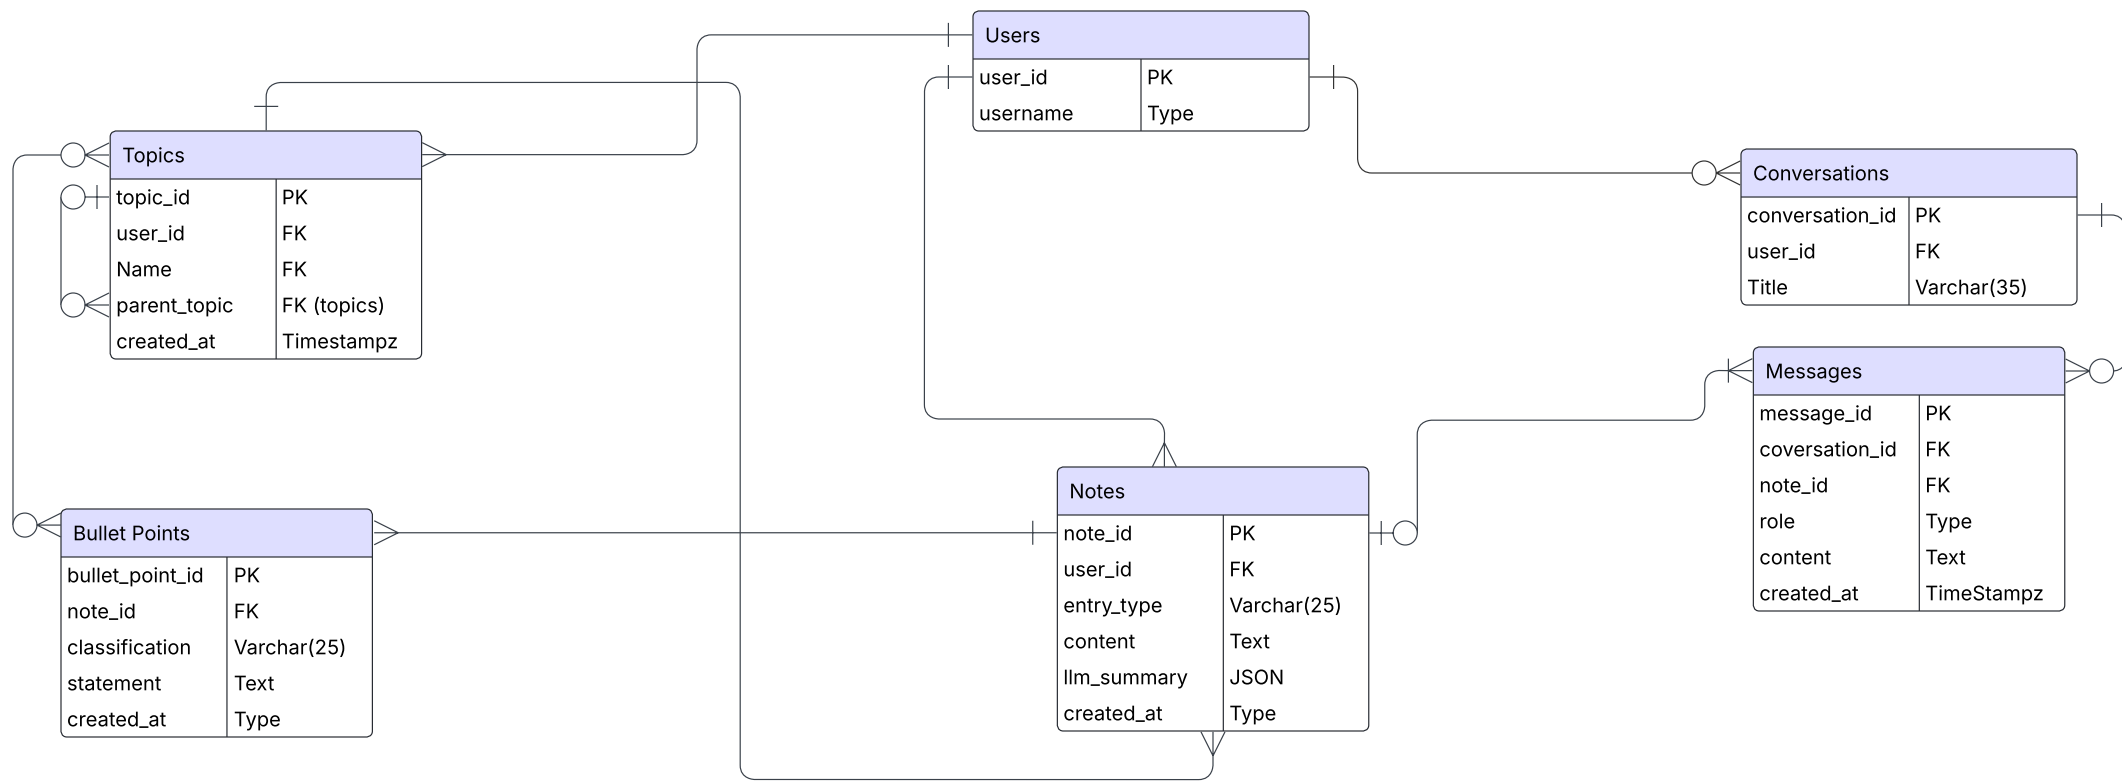 Users
user_id PK
username Type
Topics
topic_id PK
user_id FK
Name FK
parent_topic FK (topics)
created_at Timestampz
Conversations
conversation_id PK
user_id FK
Title Varchar(35)
Messages
message_id PK
coversation_id FK
note_id FK
role Type
content Text
created_at TimeStampz
Notes
note_id PK
user_id FK
entry_type Varchar(25)
content Text
llm_summary JSON
created_at Type
Bullet Points
bullet_point_id PK
note_id FK
classification Varchar(25)
statement Text
created_at Type